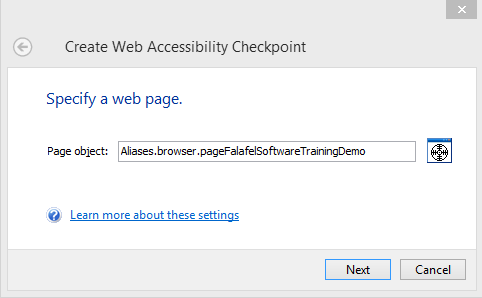 Create Web Accessibility Checkpoint
Specify a web page.
Page object: Aliases.browser.pageFalafelSoftwareTrainingDemo
Learn more about these settings
Next Cancel